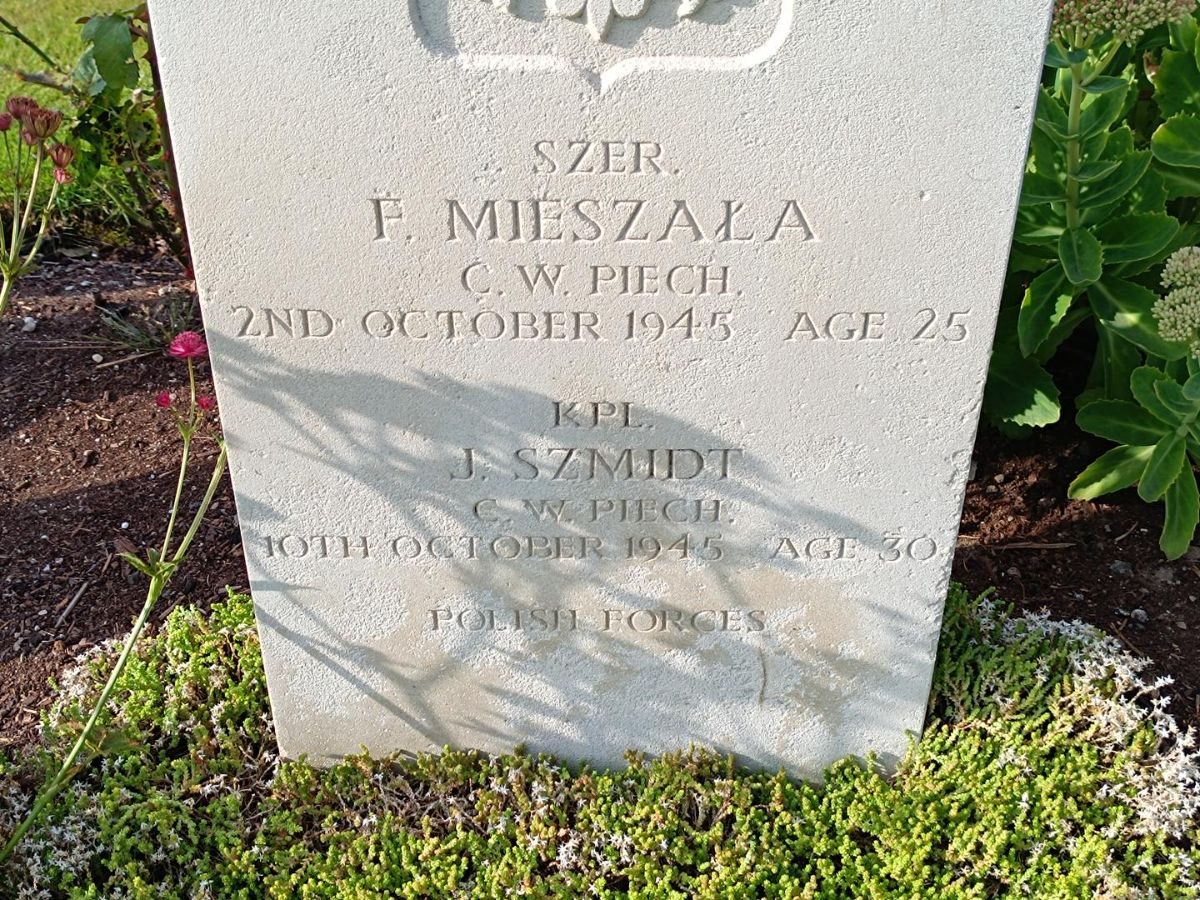 SZER.
F. MIESZAŁA
C. W. PIECH.
2ND OCTOBER 1945 AGE 25
KPL.
J. SZMIDT
C. W. PIECH.
10TH OCTOBER 1945 AGE 30
POLISH FORCES